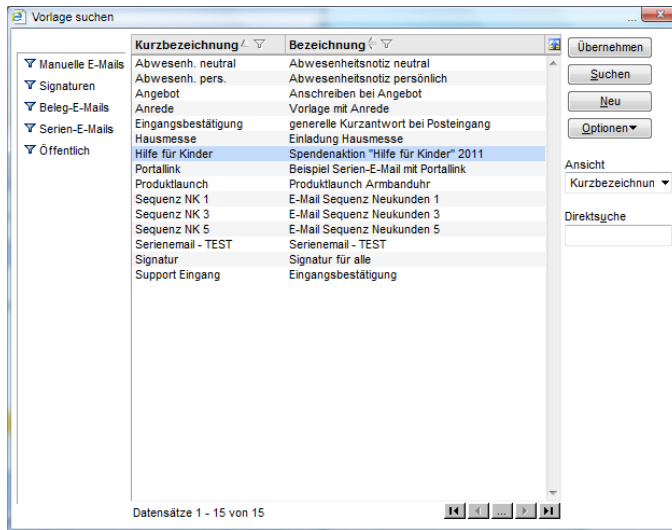 Vorlage suchen
Manuelle E-Mails
Signaturen
Beleg-E-Mails
Serien-E-Mails
Öffentlich
Kurzbezeichnung Bezeichnung
Abwesenh. neutral Abwesenheitsnotiz neutral
Abwesenh. pers. Abwesenheitsnotiz persönlich
Angebot Anschreiben bei Angebot
Anrede Vorlage mit Anrede
Eingangsbestätigung generelle Kurzantwort bei Posteingang
Hausmesse Einladung Hausmesse
Hilfe für Kinder Spendenaktion "Hilfe für Kinder" 2011
Portallink Beispiel Serien-E-Mail mit Portallink
Produktlaunch Produktlaunch Armbanduhr
Sequenz NK 1 E-Mail Sequenz Neukunden 1
Sequenz NK 3 E-Mail Sequenz Neukunden 3
Sequenz NK 5 E-Mail Sequenz Neukunden 5
Serienemail - TEST Serienemail - TEST
Signatur Signatur für alle
Support Eingang Eingangsbestätigung
Datensätze 1 - 15 von 15
...
Übernehmen
Suchen
Neu
Optionen
Ansicht
Kurzbezeichnun
Direktsuche